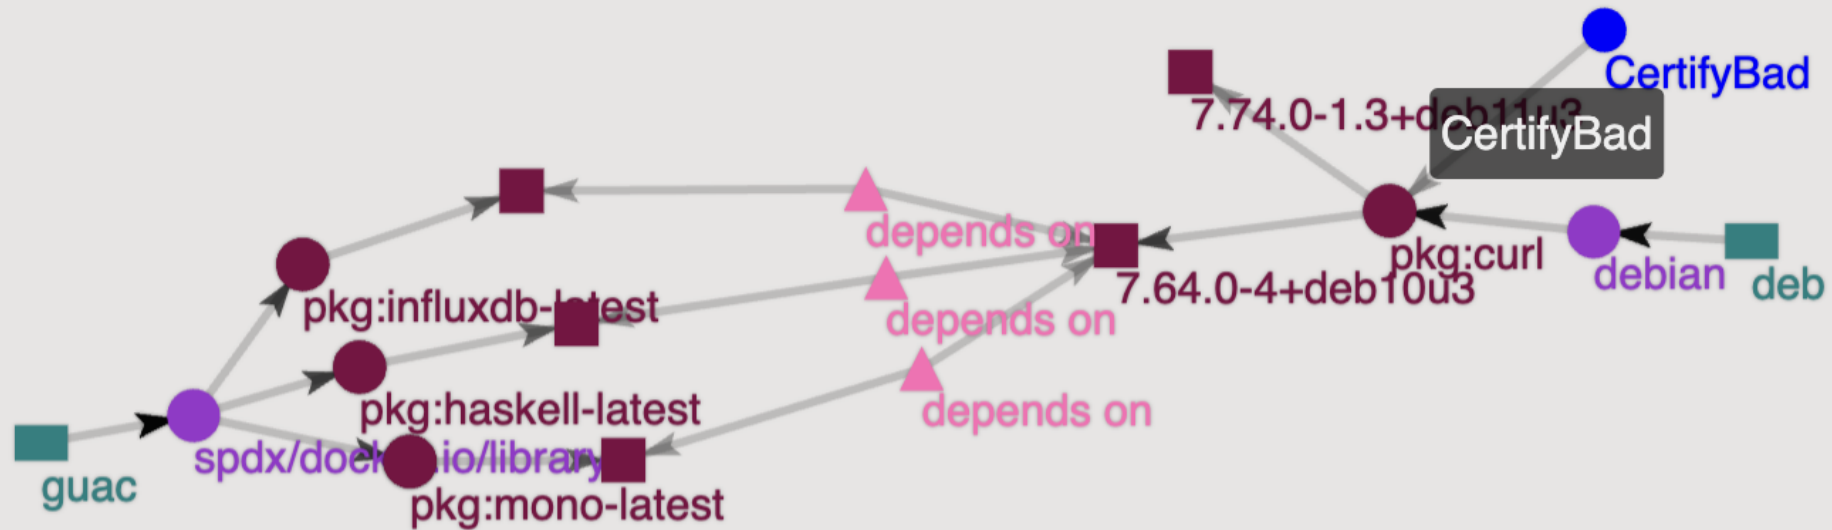 CertifyBad
7.74.0-1.3+deb11u3
CertifyBad
depends on
pkg:curl
debian
deb
7.64.0-4+deb10u3
pkg:influxdb-latest
depends on
pkg:haskell-latest
depends on
spdx/docker.io/library
guac
pkg:mono-latest